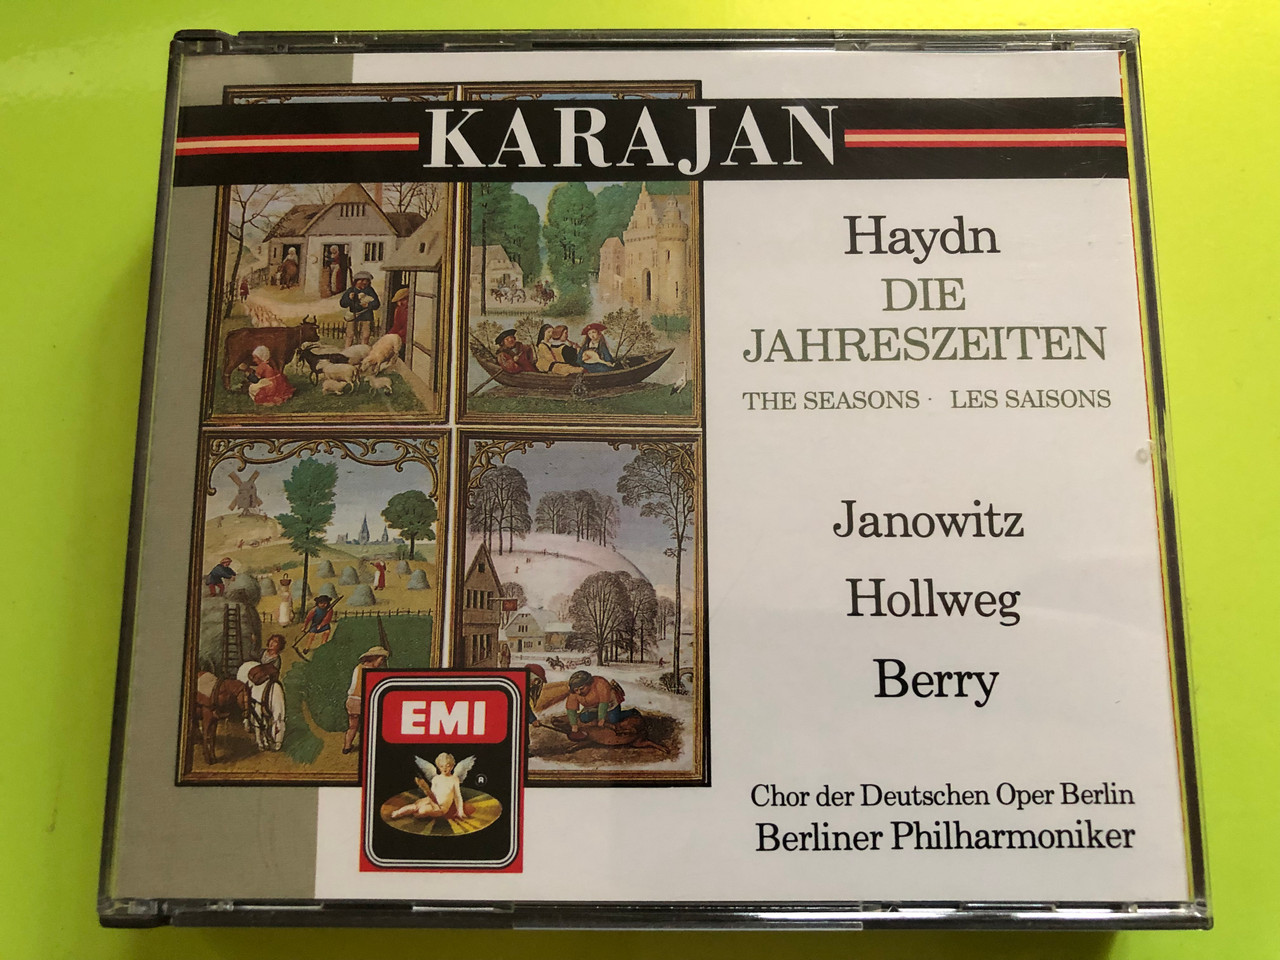 KARAJAN
Haydn
DIE
JAHRESZEITEN
THE SEASONS · LES SAISONS
Janowitz
Hollweg
Berry
EMI
Chor der Deutschen Oper Berlin
Berliner Philharmoniker